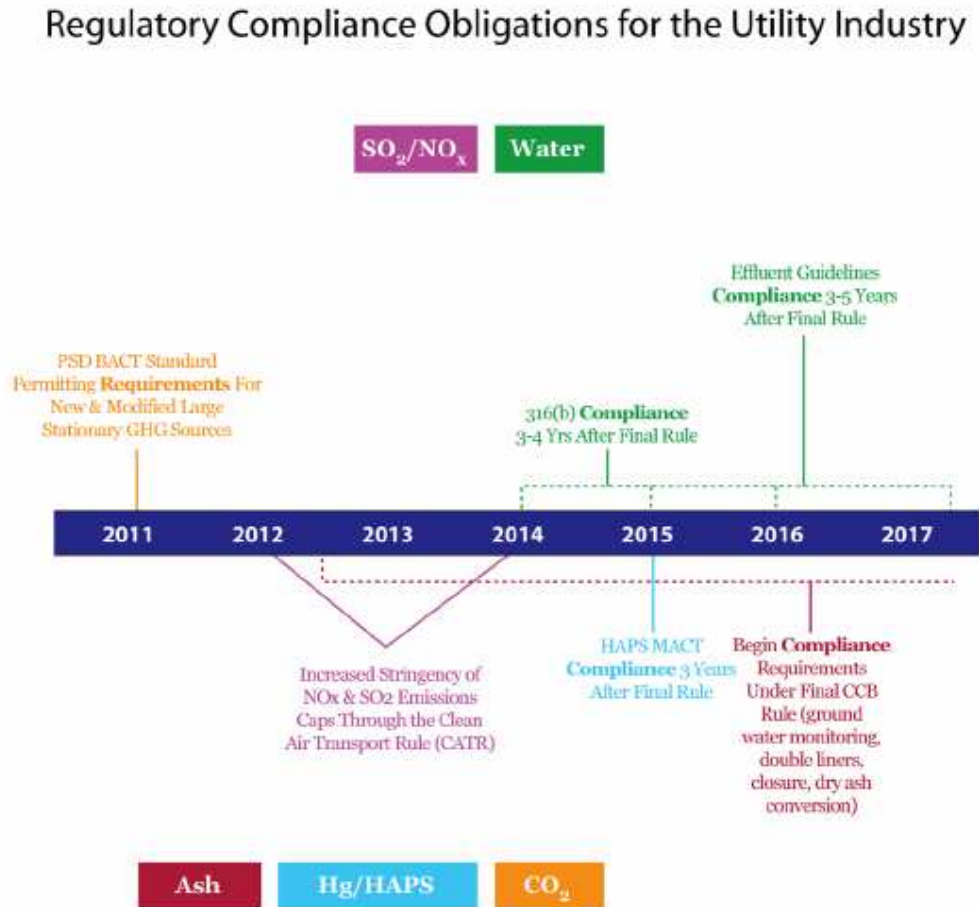 Regulatory Compliance Obligations for the Utility Industry
SO₂/NOₓ
Water
Effluent Guidelines
Compliance 3-5 Years
After Final Rule
PSD BACT Standard
Permitting Requirements For
New & Modified Large
Stationary GHG Sources
316(b) Compliance
3-4 Yrs After Final Rule
2011 2012 2013 2014 2015 2016 2017
Increased Stringency of
NOx & SO2 Emissions
Caps Through the Clean
Air Transport Rule (CATR)
HAPS MACT
Compliance 3 Years
After Final Rule
Begin Compliance
Requirements
Under Final CCB
Rule (ground
water monitoring,
double liners,
closure, dry ash
conversion)
Ash
Hg/HAPS
CO₂